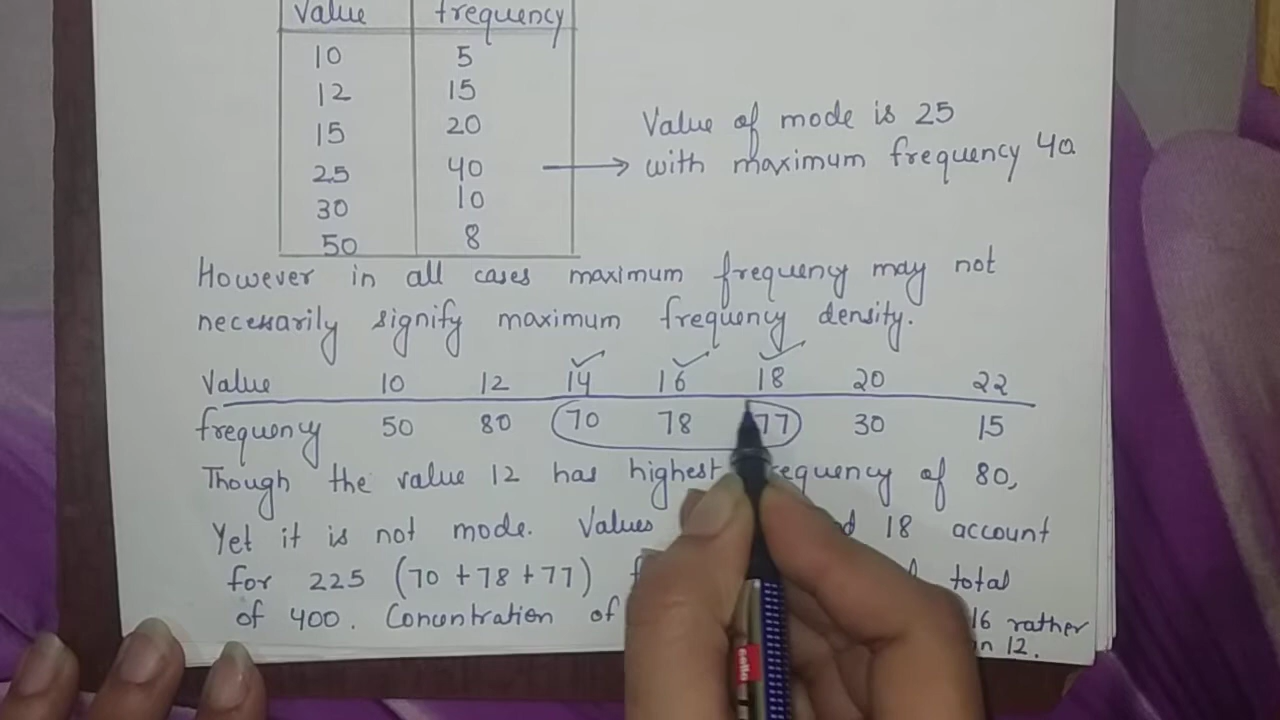 Value frequency
10 5
12 15
15 20
25 40
30 10
50 8
Value of mode is 25
with maximum frequency 40.
However in all cases maximum frequency may not
necessarily signify maximum frequency density.
Value 10 12 14 16 18 20 22
frequency 50 80 70 78 77 30 15
Though the value 12 has highest frequency of 80,
Yet it is not mode. Values 18 account
for 225 (70 + 78 + 77) total
of 400. Concentration of 16 rather
12.
cello